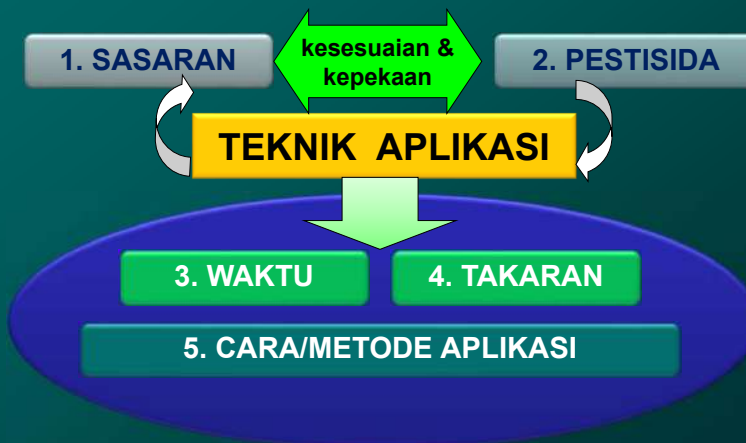 1. SASARAN
kesesuaian &
kepekaan
2. PESTISIDA
TEKNIK APLIKASI
3. WAKTU
4. TAKARAN
5. CARA/METODE APLIKASI